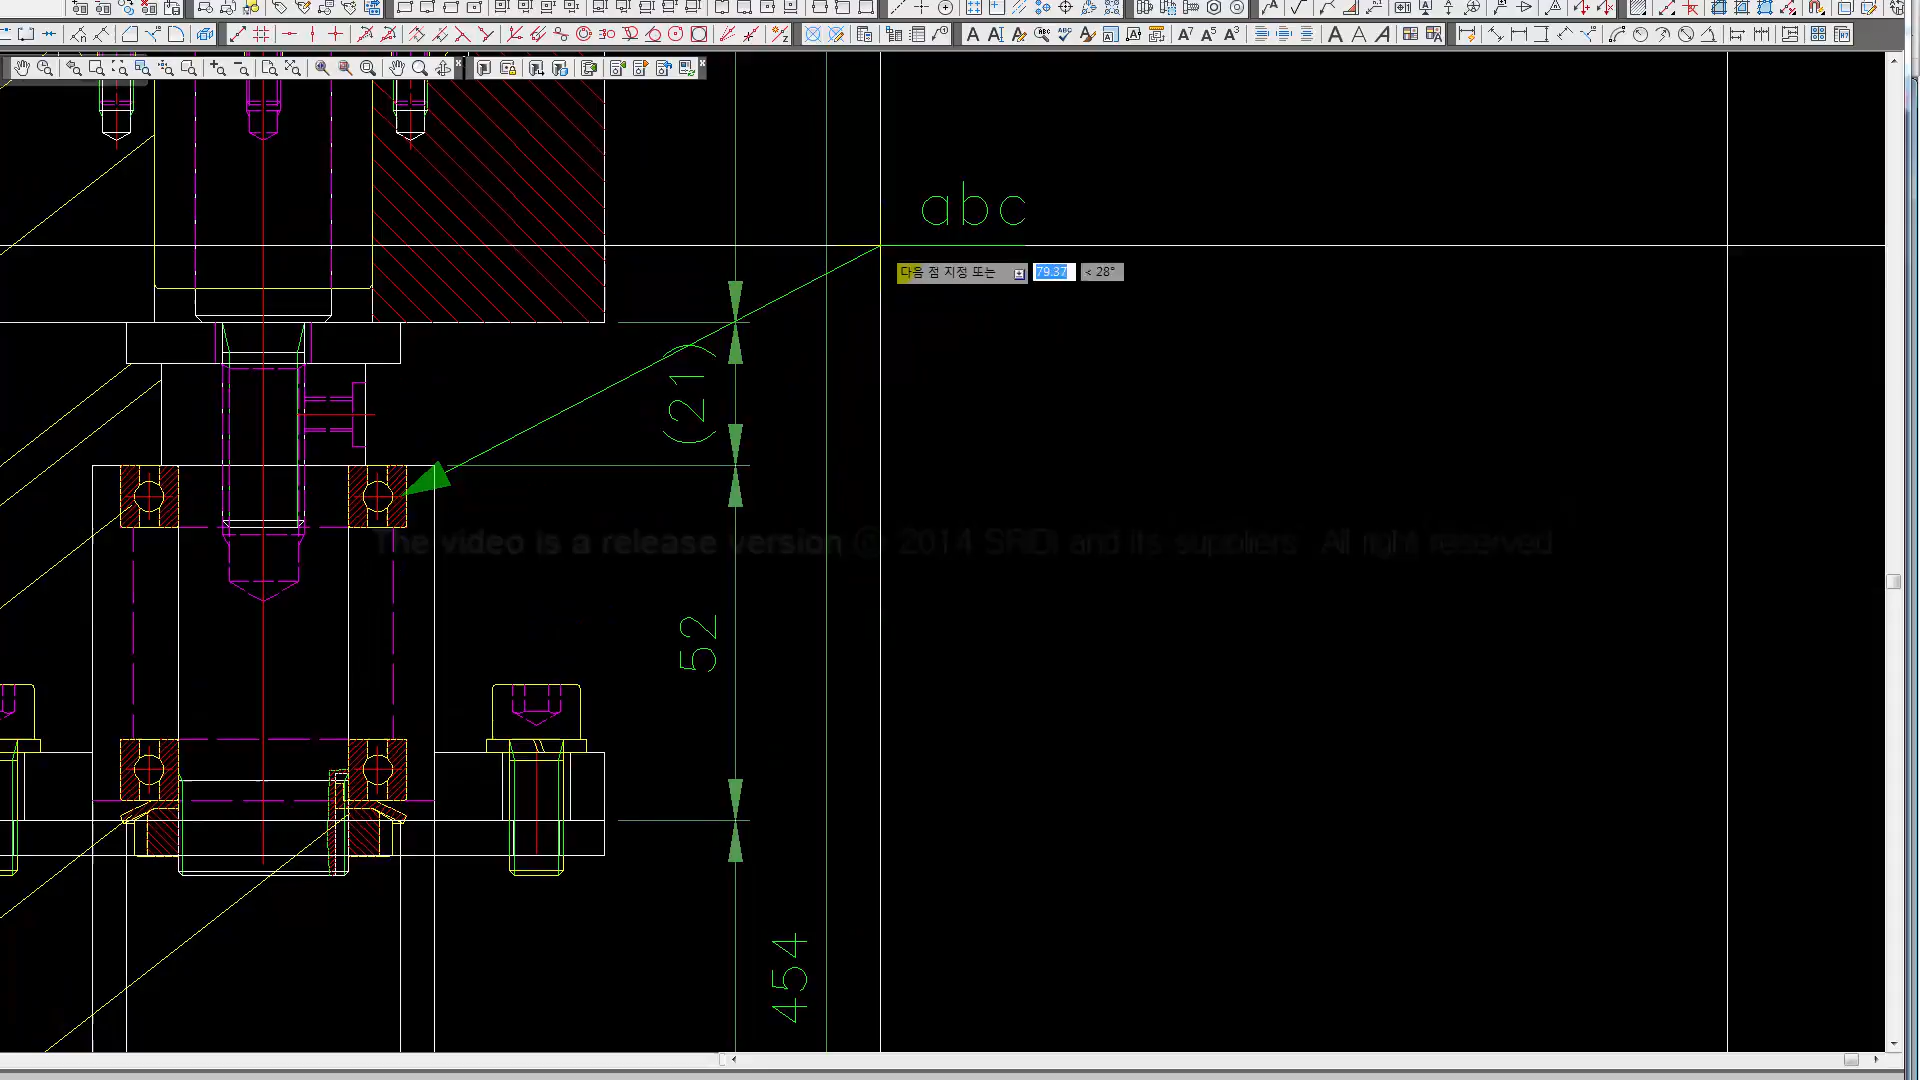 abc
다음 점 지정 또는 79.37 < 28°
(21)
The video is a release version © 2014 SRIDI and its suppliers. All right reserved
52
454